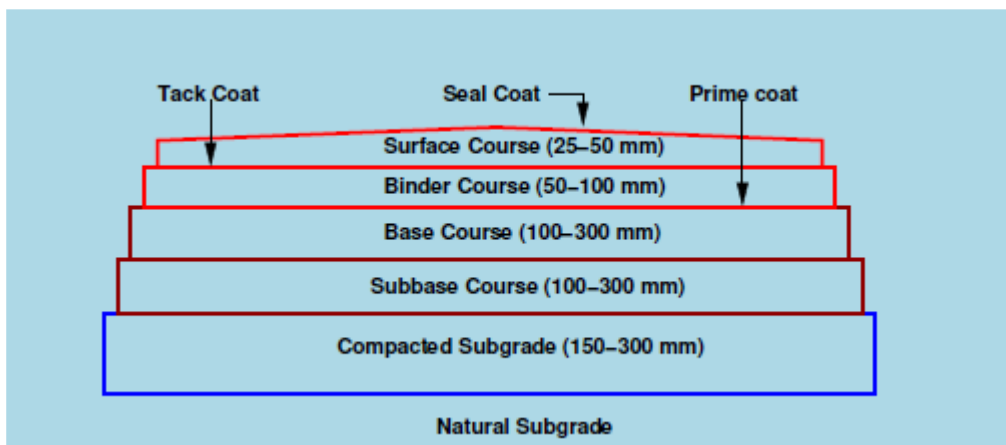 Tack Coat
Seal Coat
Prime coat
Surface Course (25–50 mm)
Binder Course (50–100 mm)
Base Course (100–300 mm)
Subbase Course (100–300 mm)
Compacted Subgrade (150–300 mm)
Natural Subgrade